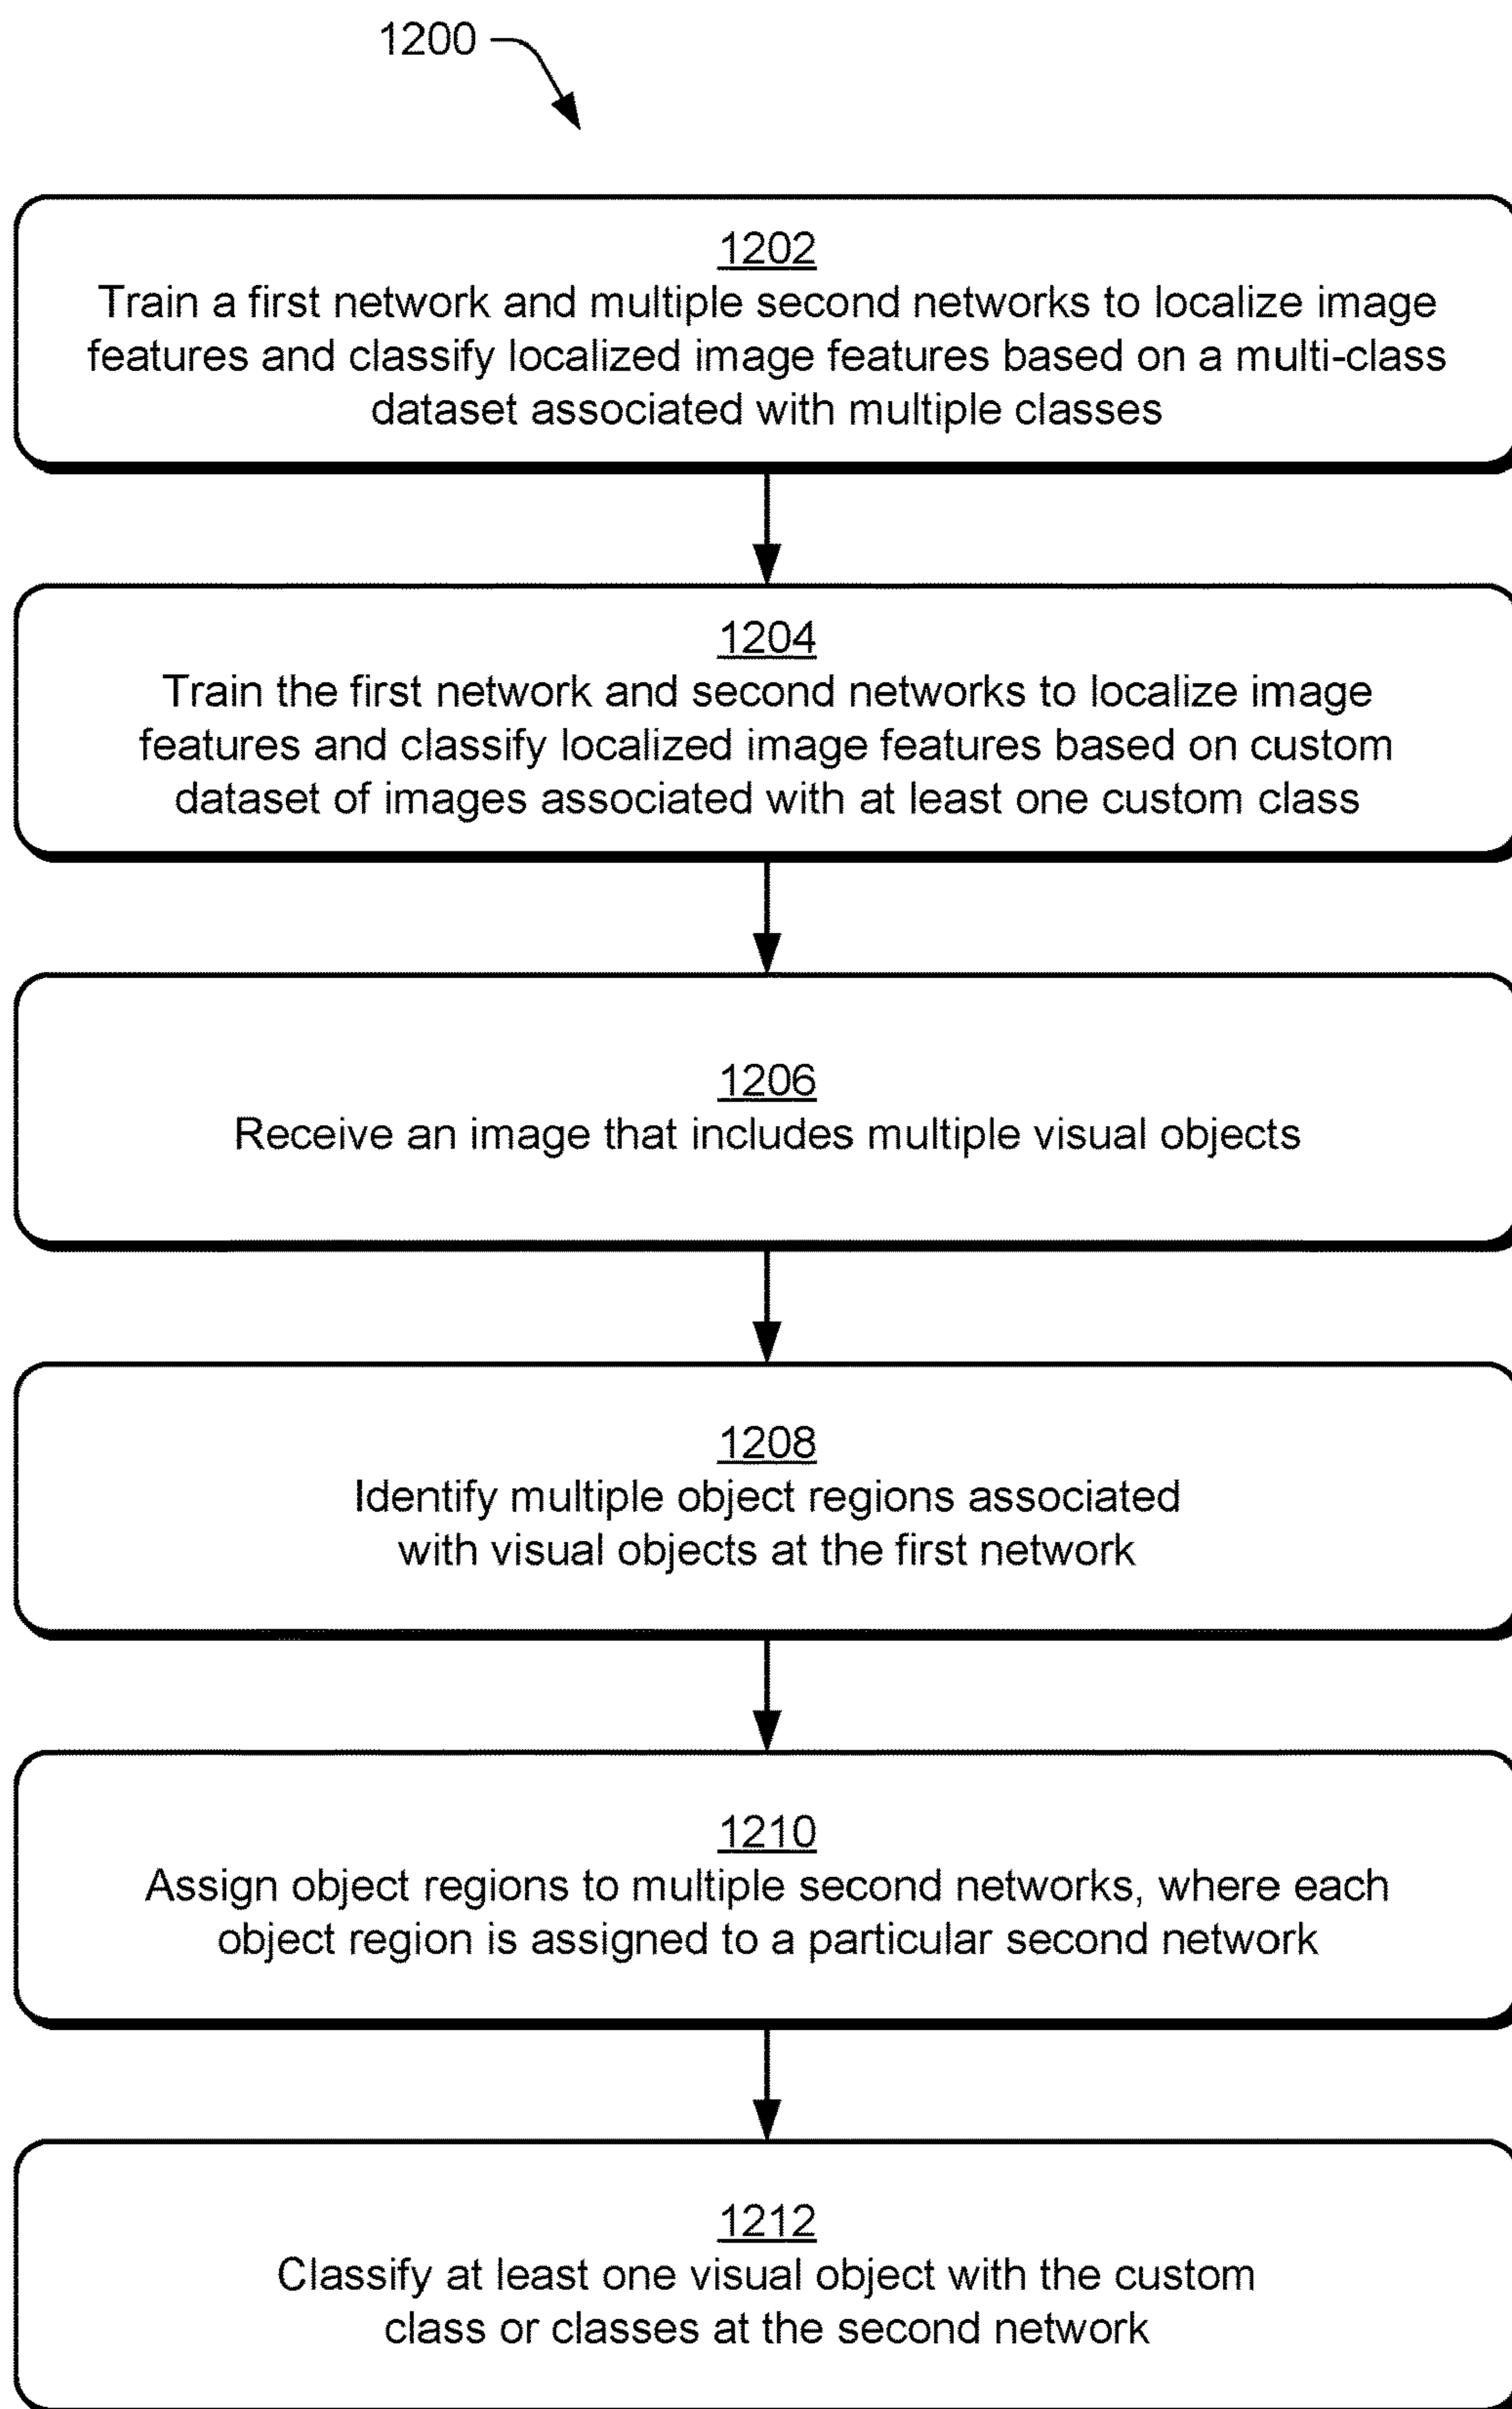 1200
1202
Train a first network and multiple second networks to localize image
features and classify localized image features based on a multi-class
dataset associated with multiple classes
1204
Train the first network and second networks to localize image
features and classify localized image features based on custom
dataset of images associated with at least one custom class
1206
Receive an image that includes multiple visual objects
1208
Identify multiple object regions associated
with visual objects at the first network
1210
Assign object regions to multiple second networks, where each
object region is assigned to a particular second network
1212
Classify at least one visual object with the custom
class or classes at the second network